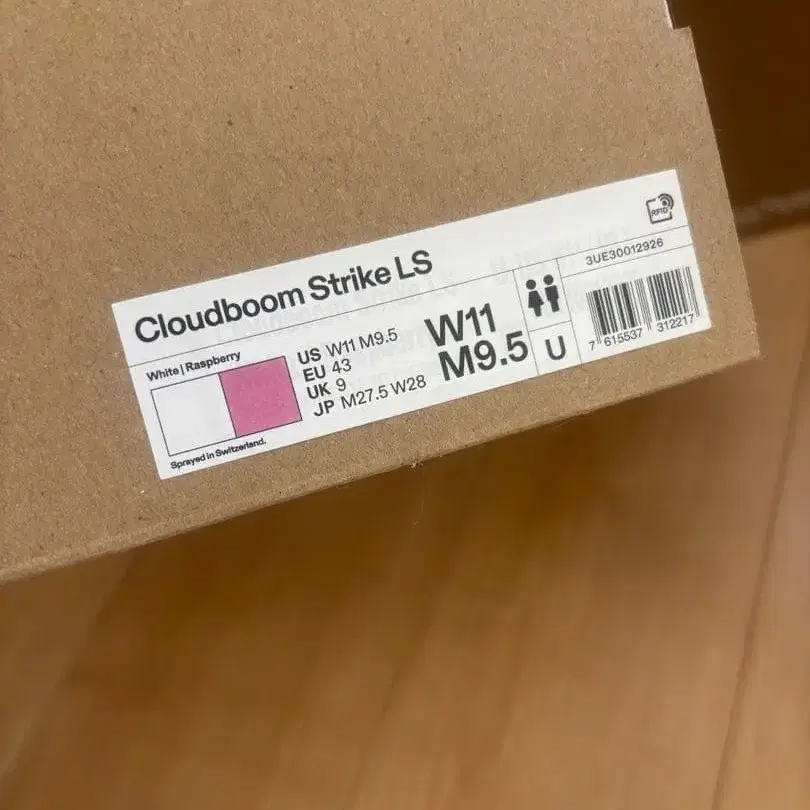 Cloudboom Strike LS
RFID
3UE30012926
White | Raspberry
US W11 M9.5
EU 43
UK 9
JP M27.5 W28
W11
M9.5
U
7 615537 312217
Sprayed in Switzerland.